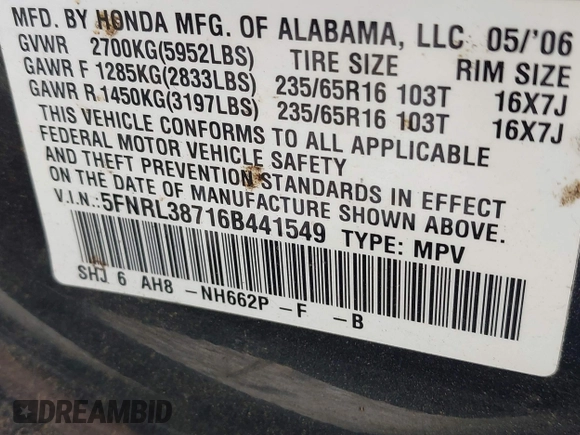 MFD. BY HONDA MFG. OF ALABAMA, LLC 05/'06
GVWR 2700KG(5952LBS) TIRE SIZE RIM SIZE
GAWR F 1285KG(2833LBS) 235/65R16 103T 16X7J
GAWR R 1450KG(3197LBS) 235/65R16 103T 16X7J
THIS VEHICLE CONFORMS TO ALL APPLICABLE
FEDERAL MOTOR VEHICLE SAFETY
AND THEFT PREVENTION STANDARDS IN EFFECT
ON THE DATE OF MANUFACTURE SHOWN ABOVE.
V.I.N.:5FNRL38716B441549 TYPE: MPV
SHJ 6 AH8 -NH662P -F -B
DREAMBID